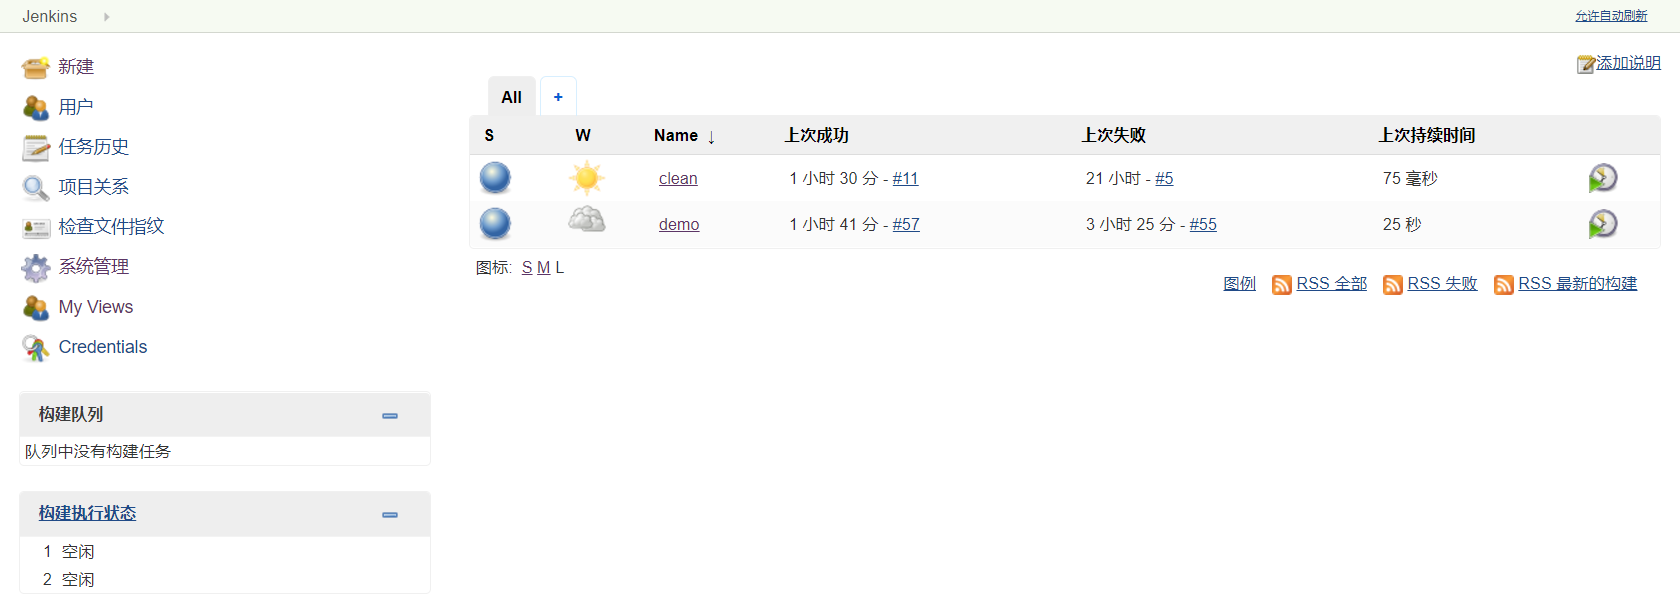 Jenkins
允许自动刷新
新建
用户
任务历史
项目关系
检查文件指纹
系统管理
My Views
Credentials
构建队列
队列中没有构建任务
构建执行状态
1 空闲
2 空闲
添加说明
All +
S W Name ↓ 上次成功 上次失败 上次持续时间
clean 1 小时 30 分 - #11 21 小时 - #5 75 毫秒
demo 1 小时 41 分 - #57 3 小时 25 分 - #55 25 秒
图标: S M L
图例 RSS 全部 RSS 失败 RSS 最新的构建